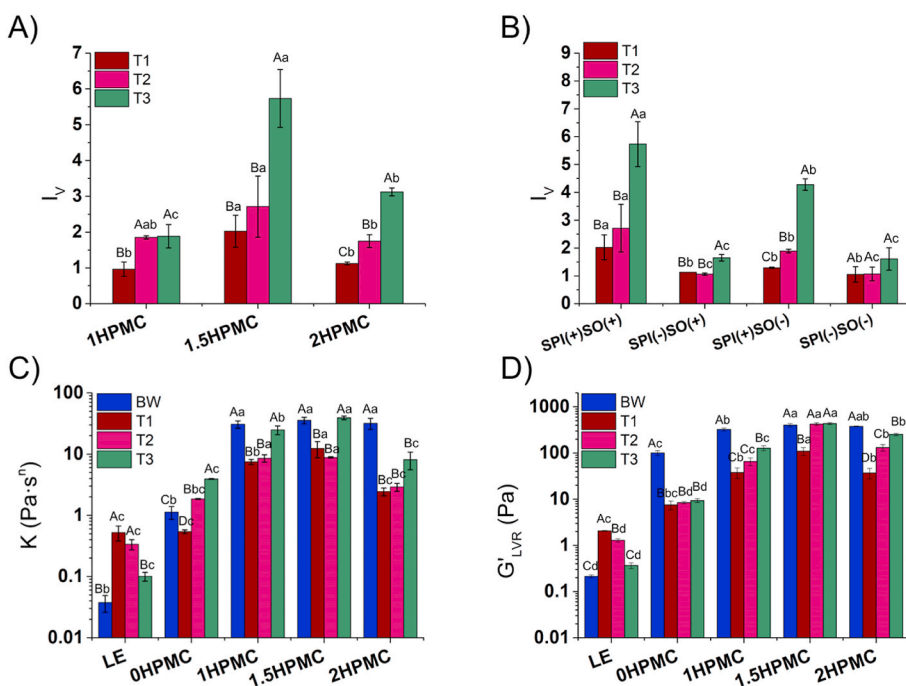 A)
T1
T2
T3
7
6
5
4
3
2
1
0
I_V
Bb
Aab
Ac
Ba
Ba
Aa
Cb
Bb
Ab
1HPMC
1.5HPMC
2HPMC
B)
T1
T2
T3
9
8
7
6
5
4
3
2
1
0
I_V
Ba
Ba
Aa
Bb
Bc
Ac
Cb
Bb
Ab
Ab
Ac
Ac
SPI(+)SO(+)
SPI(-)SO(+)
SPI(+)SO(-)
SPI(-)SO(-)
C)
BW
T1
T2
T3
100
10
1
0.1
0.01
K (Pa·sⁿ)
Bb
Ac
Ac
Bb
Cb
Dc
Bbc
Ac
Aa
Bb
Ba
Ab
Aa
Ba
Aa
Aa
Bc
Bc
Bc
LE
0HPMC
1HPMC
1.5HPMC
2HPMC
D)
BW
T1
T2
T3
1000
100
10
1
0.1
0.01
G'LVR (Pa)
Cd
Ac
Bd
Cd
Ac
Bbc
Bd
Bd
Ab
Cb
Cc
Bc
Aa
Ba
Aa
Aa
Aab
Db
Cb
Bb
LE
0HPMC
1HPMC
1.5HPMC
2HPMC